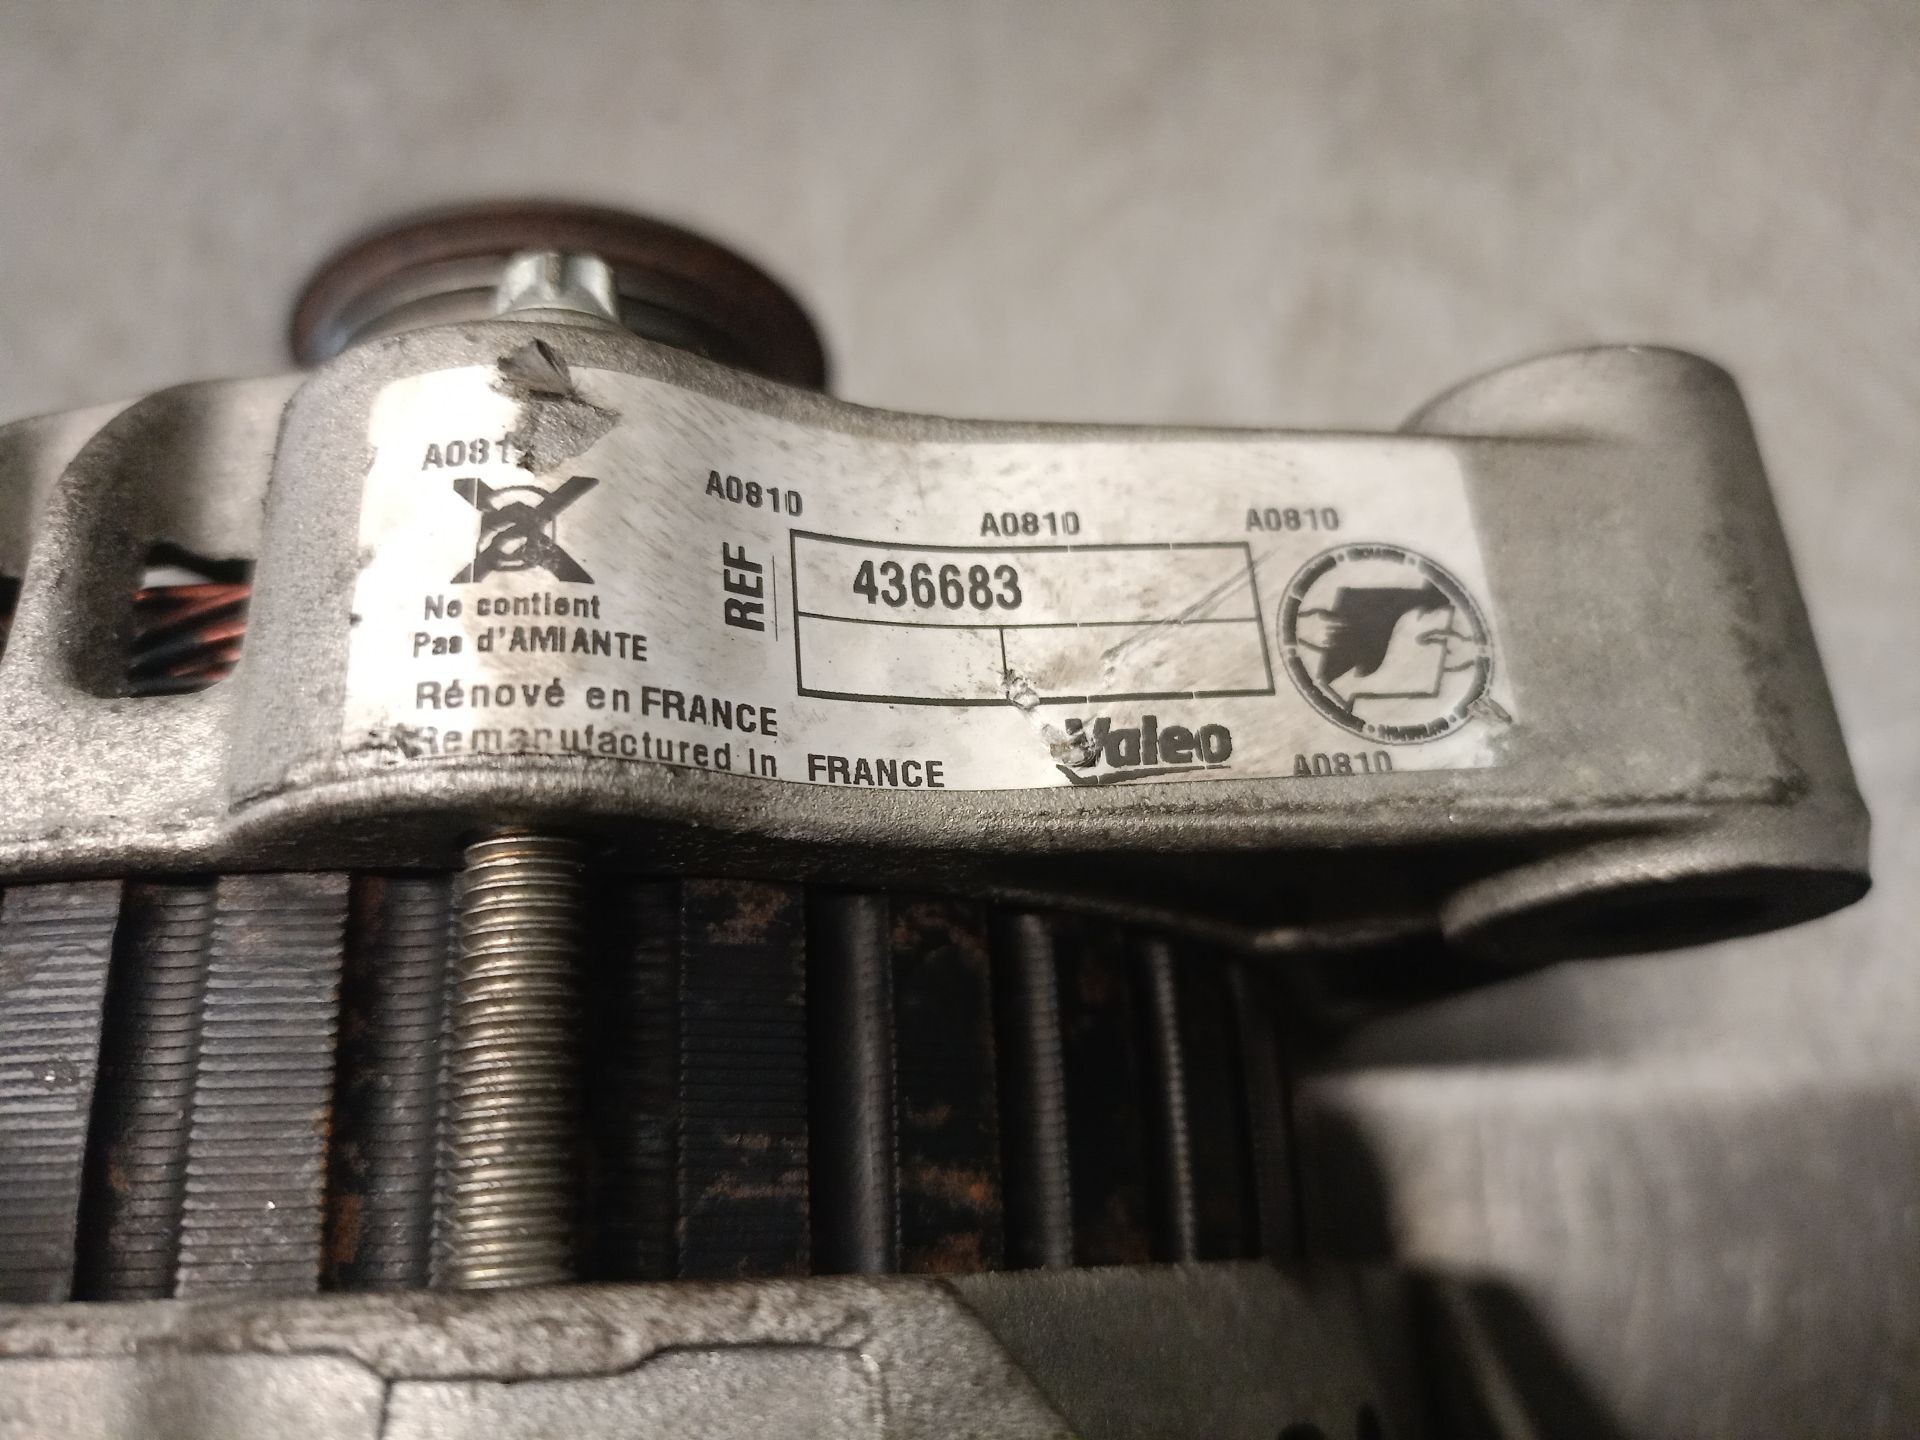 A081
A0810
A0810
A0810
Ne contient
Pas d'AMIANTE
Rénové en FRANCE
Remanufactured in FRANCE
REF
436683
Valeo
A0810